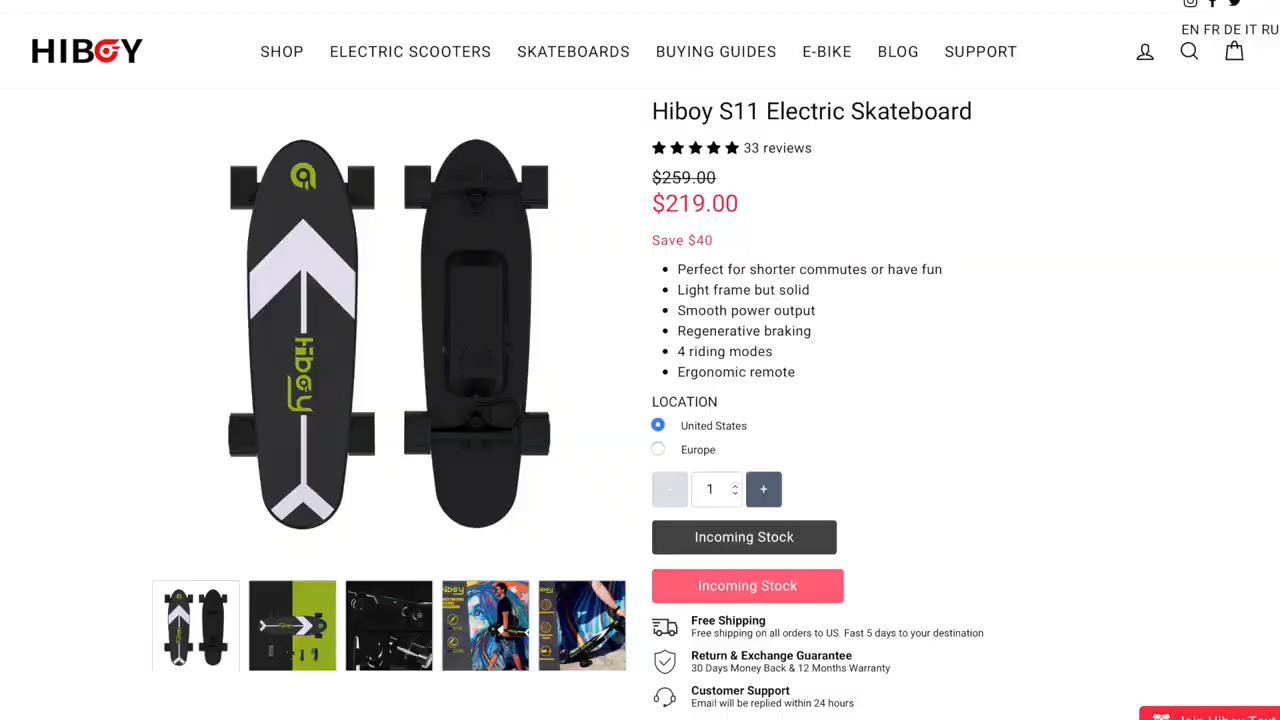 EN FR DE IT RU
HIBOY
SHOP ELECTRIC SCOOTERS SKATEBOARDS BUYING GUIDES E-BIKE BLOG SUPPORT
Hiboy S11 Electric Skateboard
33 reviews
$259.00
$219.00
Save $40
Perfect for shorter commutes or have fun
Light frame but solid
Smooth power output
Regenerative braking
4 riding modes
Ergonomic remote
LOCATION
United States
Europe
- 1 +
Incoming Stock
Incoming Stock
Free Shipping
Free shipping on all orders to US. Fast 5 days to your destination
Return & Exchange Guarantee
30 Days Money Back & 12 Months Warranty
Customer Support
Email will be replied within 24 hours
Join Hiboy Text
Hiboy